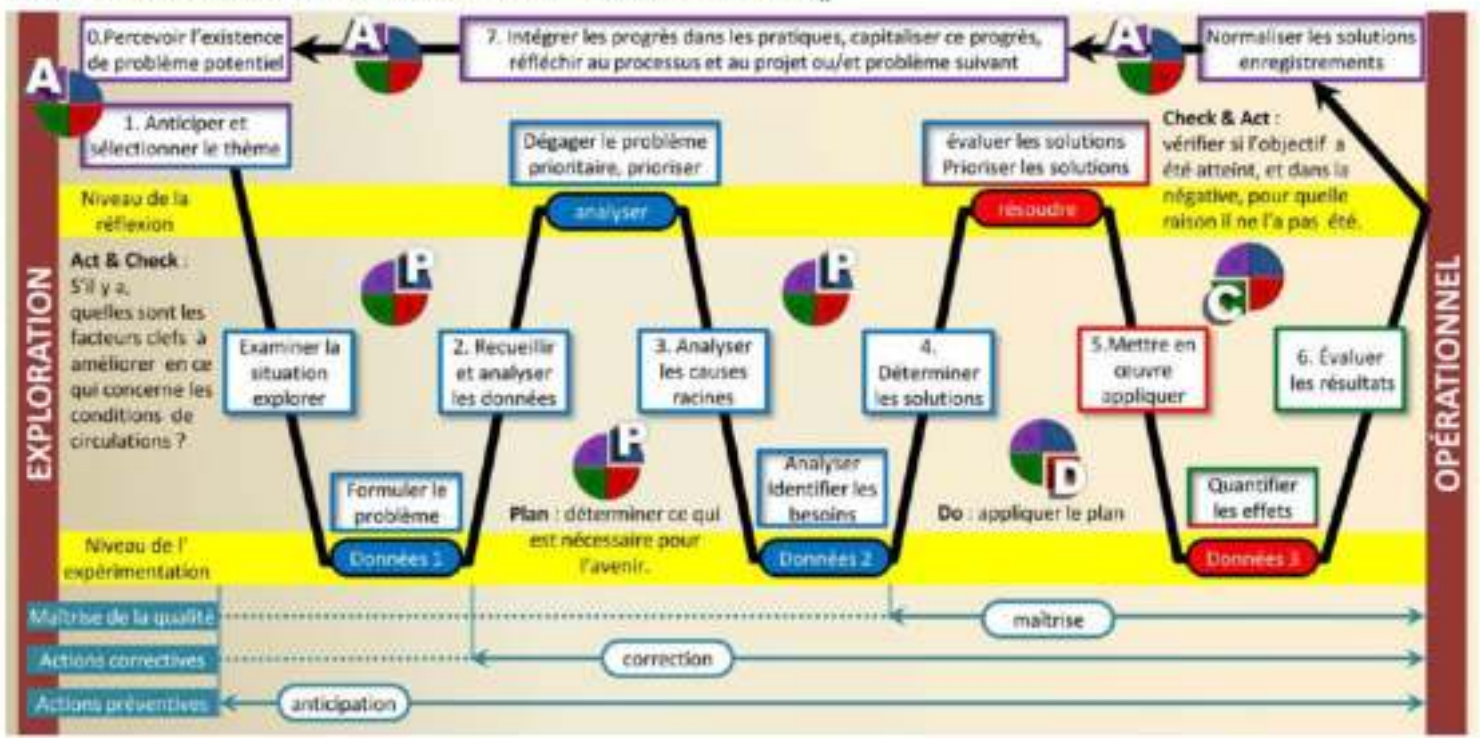 0.Percevoir l'existence
de problème potentiel
A
7. Intégrer les progrès dans les pratiques, capitaliser ce progrès,
réfléchir au processus et au projet ou/et problème suivant
A
Normaliser les solutions
enregistrements
A
1. Anticiper et
sélectionner le thème
Dégager le problème
prioritaire, prioriser
évaluer les solutions
Prioriser les solutions
Check & Act :
vérifier si l'objectif a
été atteint, et dans la
négative, pour quelle
raison il ne l'a pas été.
Niveau de la
réflexion
analyser
résoudre
EXPLORATION
Act & Check :
S'il y a,
quelles sont les
facteurs clefs à
améliorer en ce
qui concerne les
conditions de
circulations ?
P
P
C
OPÉRATIONNEL
Examiner la
situation
explorer
2. Recueille
et analyser
les données
3. Analyser
les causes
racines
4.
Déterminer
les solutions
5.Mettre en
œuvre
appliquer
6. Évaluer
les résultats
P
D
Formuler le
problème
Plan : déterminer ce qui
est nécessaire pour
l'avenir.
Analyser
Identifier les
besoins
Do : appliquer le plan
Quantifier
les effets
Niveau de l'
expérimentation
Données 1
Données 2
Données 3
Maîtrise de la qualité
maîtrise
Actions correctives
correction
Actions préventives
anticipation